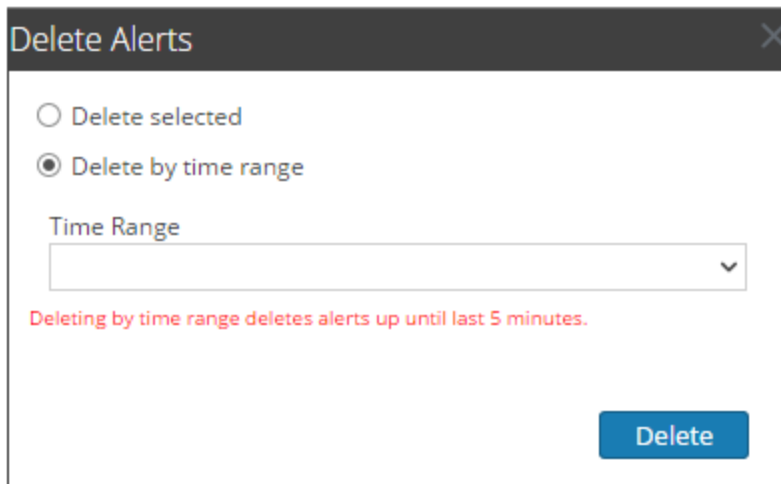 Delete Alerts
Delete selected
Delete by time range
Time Range
Deleting by time range deletes alerts up until last 5 minutes.
Delete